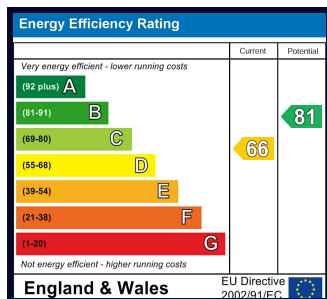 Energy Efficiency Rating
Current Potential
Very energy efficient - lower running costs
(92 plus) A
(81-91) B
81
(69-80) C
66
(55-68) D
(39-54) E
(21-38) F
(1-20) G
Not energy efficient - higher running costs
England & Wales
EU Directive
2002/91/EC